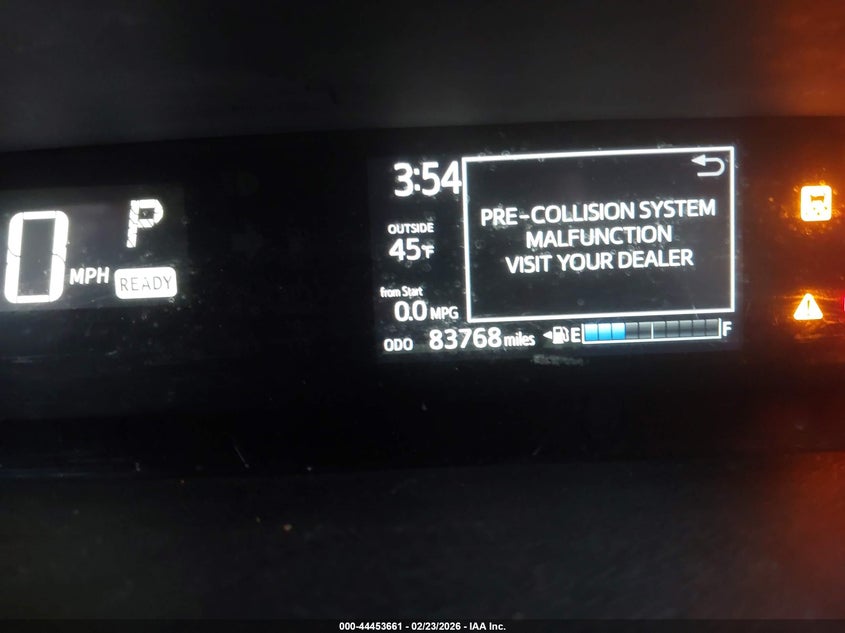 0 MPH
P
READY
3:54
OUTSIDE
45°F
from Start
0.0 MPG
ODO 83768 miles
E F
PRE-COLLISION SYSTEM
MALFUNCTION
VISIT YOUR DEALER
000-44453661 - 02/23/2026 - IAA Inc.